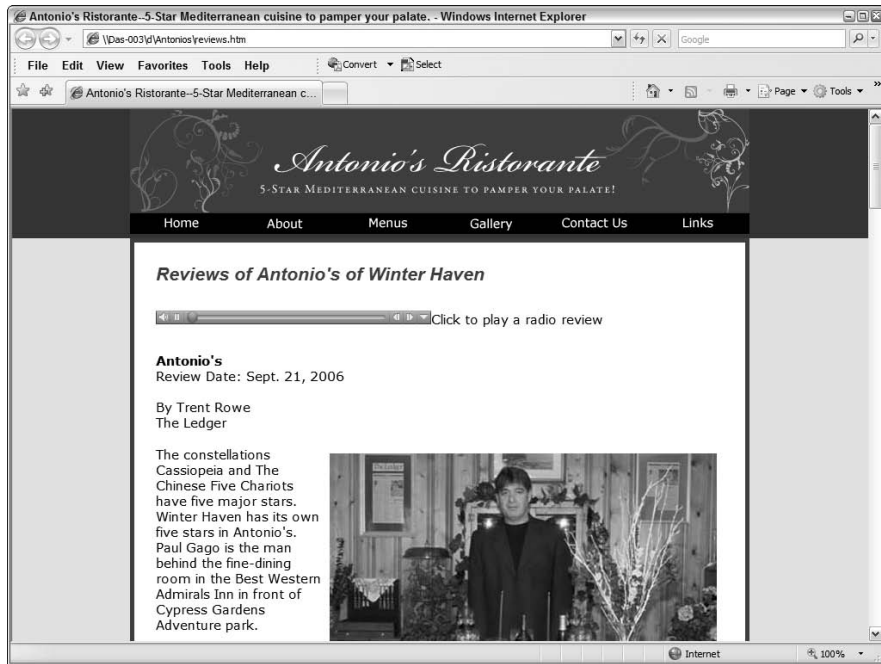 Antonio's Ristorante--5-Star Mediterranean cuisine to pamper your palate. - Windows Internet Explorer
\\Das-003\d\Antonios\reviews.htm
Google
File Edit View Favorites Tools Help
Convert Select
Antonio's Ristorante--5-Star Mediterranean c...
Page Tools »
Antonio's Ristorante
5-Star Mediterranean cuisine to pamper your palate!
Home About Menus Gallery Contact Us Links
Reviews of Antonio's of Winter Haven
Click to play a radio review
Antonio's
Review Date: Sept. 21, 2006
By Trent Rowe
The Ledger
The constellations
Cassiopeia and The
Chinese Five Chariots
have five major stars.
Winter Haven has its own
five stars in Antonio's.
Paul Gago is the man
behind the fine-dining
room in the Best Western
Admirals Inn in front of
Cypress Gardens
Adventure park.
The Ledger
Internet 100%